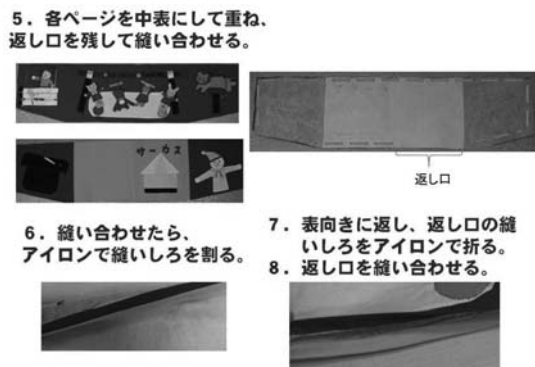 ５．各ページを中表にして重ね、
返し口を残して縫い合わせる。
サーカス
返し口
６．縫い合わせたら、
アイロンで縫いしろを割る。
７．表向きに返し、返し口の縫
いしろをアイロンで折る。
８．返し口を縫い合わせる。